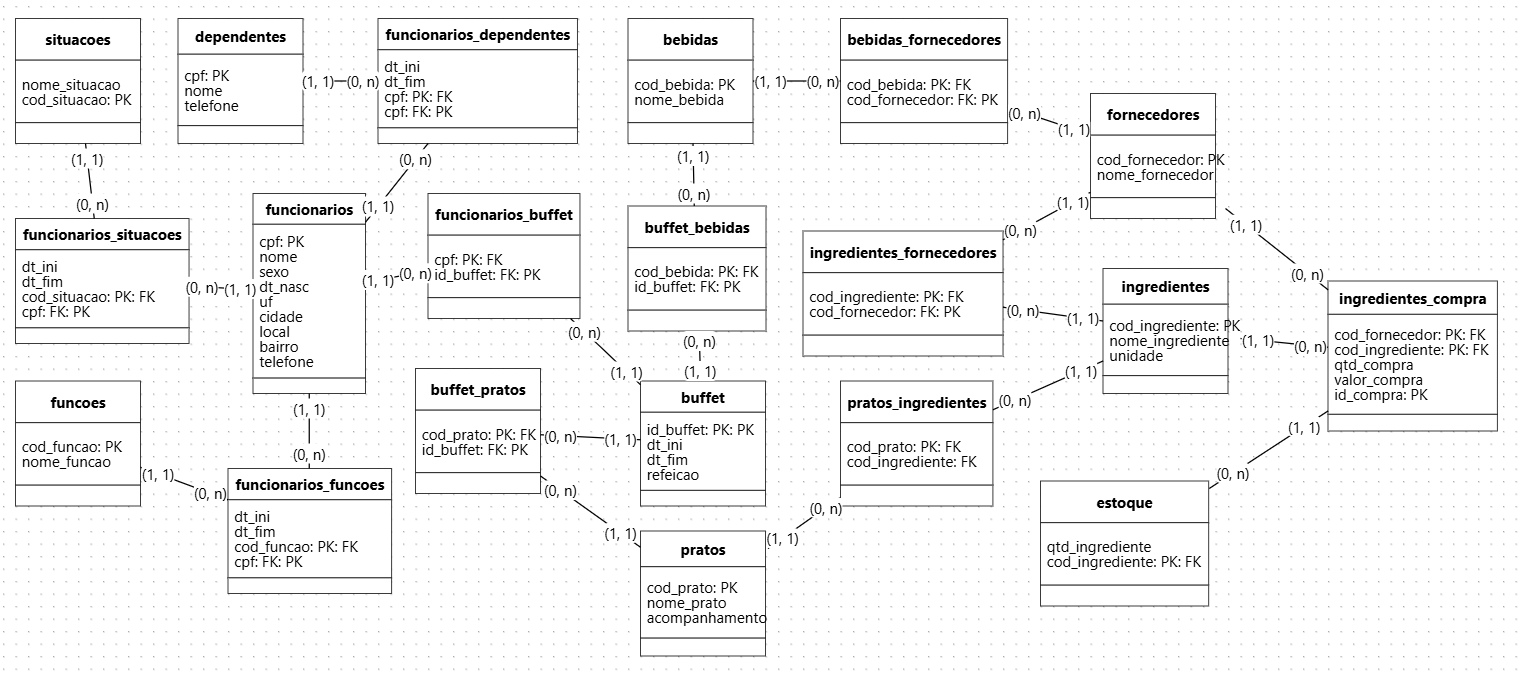 situacoes
nome_situacao
cod_situacao: PK
dependentes
cpf: PK
nome
telefone
(1, 1)
(0, n)
funcionarios_dependentes
dt_ini
dt_fim
cpf: PK: FK
cpf: FK: PK
bebidas
cod_bebida: PK
nome_bebida
(1, 1)
(0, n)
bebidas_fornecedores
cod_bebida: PK: FK
cod_fornecedor: FK: PK
(0, n)
(1, 1)
fornecedores
cod_fornecedor: PK
nome_fornecedor
(1, 1)
(0, n)
(0, n)
(1, 1)
(1, 1)
(0, n)
funcionarios_situacoes
dt_ini
dt_fim
cod_situacao: PK: FK
cpf: FK: PK
(0, n)
(1, 1)
funcionarios
cpf: PK
nome
sexo
dt_nasc
uf
cidade
local
bairro
telefone
(1, 1)
(0, n)
funcionarios_buffet
cpf: PK: FK
id_buffet: FK: PK
(0, n)
(1, 1)
buffet_bebidas
cod_bebida: PK: FK
id_buffet: FK: PK
(0, n)
(1, 1)
(1, 1)
(0, n)
ingredientes_fornecedores
cod_ingrediente: PK: FK
cod_fornecedor: FK: PK
(0, n)
(1, 1)
ingredientes
cod_ingrediente: PK
nome_ingrediente
unidade
(1, 1)
(0, n)
(1, 1)
(0, n)
ingredientes_compra
cod_fornecedor: PK: FK
cod_ingrediente: PK: FK
qtd_compra
valor_compra
id_compra: PK
(1, 1)
(0, n)
funcoes
cod_funcao: PK
nome_funcao
(1, 1)
(0, n)
(1, 1)
(0, n)
funcionarios_funcoes
dt_ini
dt_fim
cod_funcao: PK: FK
cpf: FK: PK
buffet_pratos
cod_prato: PK: FK
id_buffet: FK: PK
(0, n)
(1, 1)
(0, n)
(1, 1)
buffet
id_buffet: PK: PK
dt_ini
dt_fim
refeicao
pratos_ingredientes
cod_prato: PK: FK
cod_ingrediente: FK
(1, 1)
(0, n)
(0, n)
(1, 1)
pratos
cod_prato: PK
nome_prato
acompanhamento
estoque
qtd_ingrediente
cod_ingrediente: PK: FK